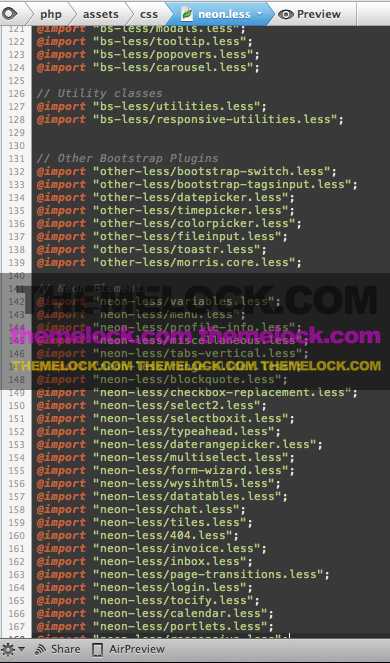 php assets css neon.less Preview
121 @import "bs-less/modals.less";
122 @import "bs-less/tooltip.less";
123 @import "bs-less/popovers.less";
124 @import "bs-less/carousel.less";
125
126 // Utility classes
127 @import "bs-less/utilities.less";
128 @import "bs-less/responsive-utilities.less";
129
130
131 // Other Bootstrap Plugins
132 @import "other-less/bootstrap-switch.less";
133 @import "other-less/bootstrap-tagsinput.less";
134 @import "other-less/datepicker.less";
135 @import "other-less/timepicker.less";
136 @import "other-less/colorpicker.less";
137 @import "other-less/fileinput.less";
138 @import "other-less/toastr.less";
139 @import "other-less/morris.core.less";
140
141 // Neon Elements
THEMELOCK.COM
142 @import "neon-less/variables.less";
143 @import "neon-less/menu.less";
144 @import "neon-less/profile-info.less";
themelock.com themelock.com
145 @import "neon-less/miscellaneous.less";
146 @import "neon-less/tabs-vertical.less";
THEMELOCK.COM THEMELOCK.COM THEMELOCK.COM
148 @import "neon-less/blockquote.less";
149 @import "neon-less/checkbox-replacement.less";
150 @import "neon-less/select2.less";
151 @import "neon-less/selectboxit.less";
152 @import "neon-less/typeahead.less";
153 @import "neon-less/daterangepicker.less";
154 @import "neon-less/multiselect.less";
155 @import "neon-less/form-wizard.less";
156 @import "neon-less/wysihtml5.less";
157 @import "neon-less/datatables.less";
158 @import "neon-less/chat.less";
159 @import "neon-less/tiles.less";
160 @import "neon-less/404.less";
161 @import "neon-less/invoice.less";
162 @import "neon-less/inbox.less";
163 @import "neon-less/page-transitions.less";
164 @import "neon-less/login.less";
165 @import "neon-less/tocify.less";
166 @import "neon-less/calendar.less";
167 @import "neon-less/portlets.less";
168 @import "neon-less/responsive.less";
Share AirPreview